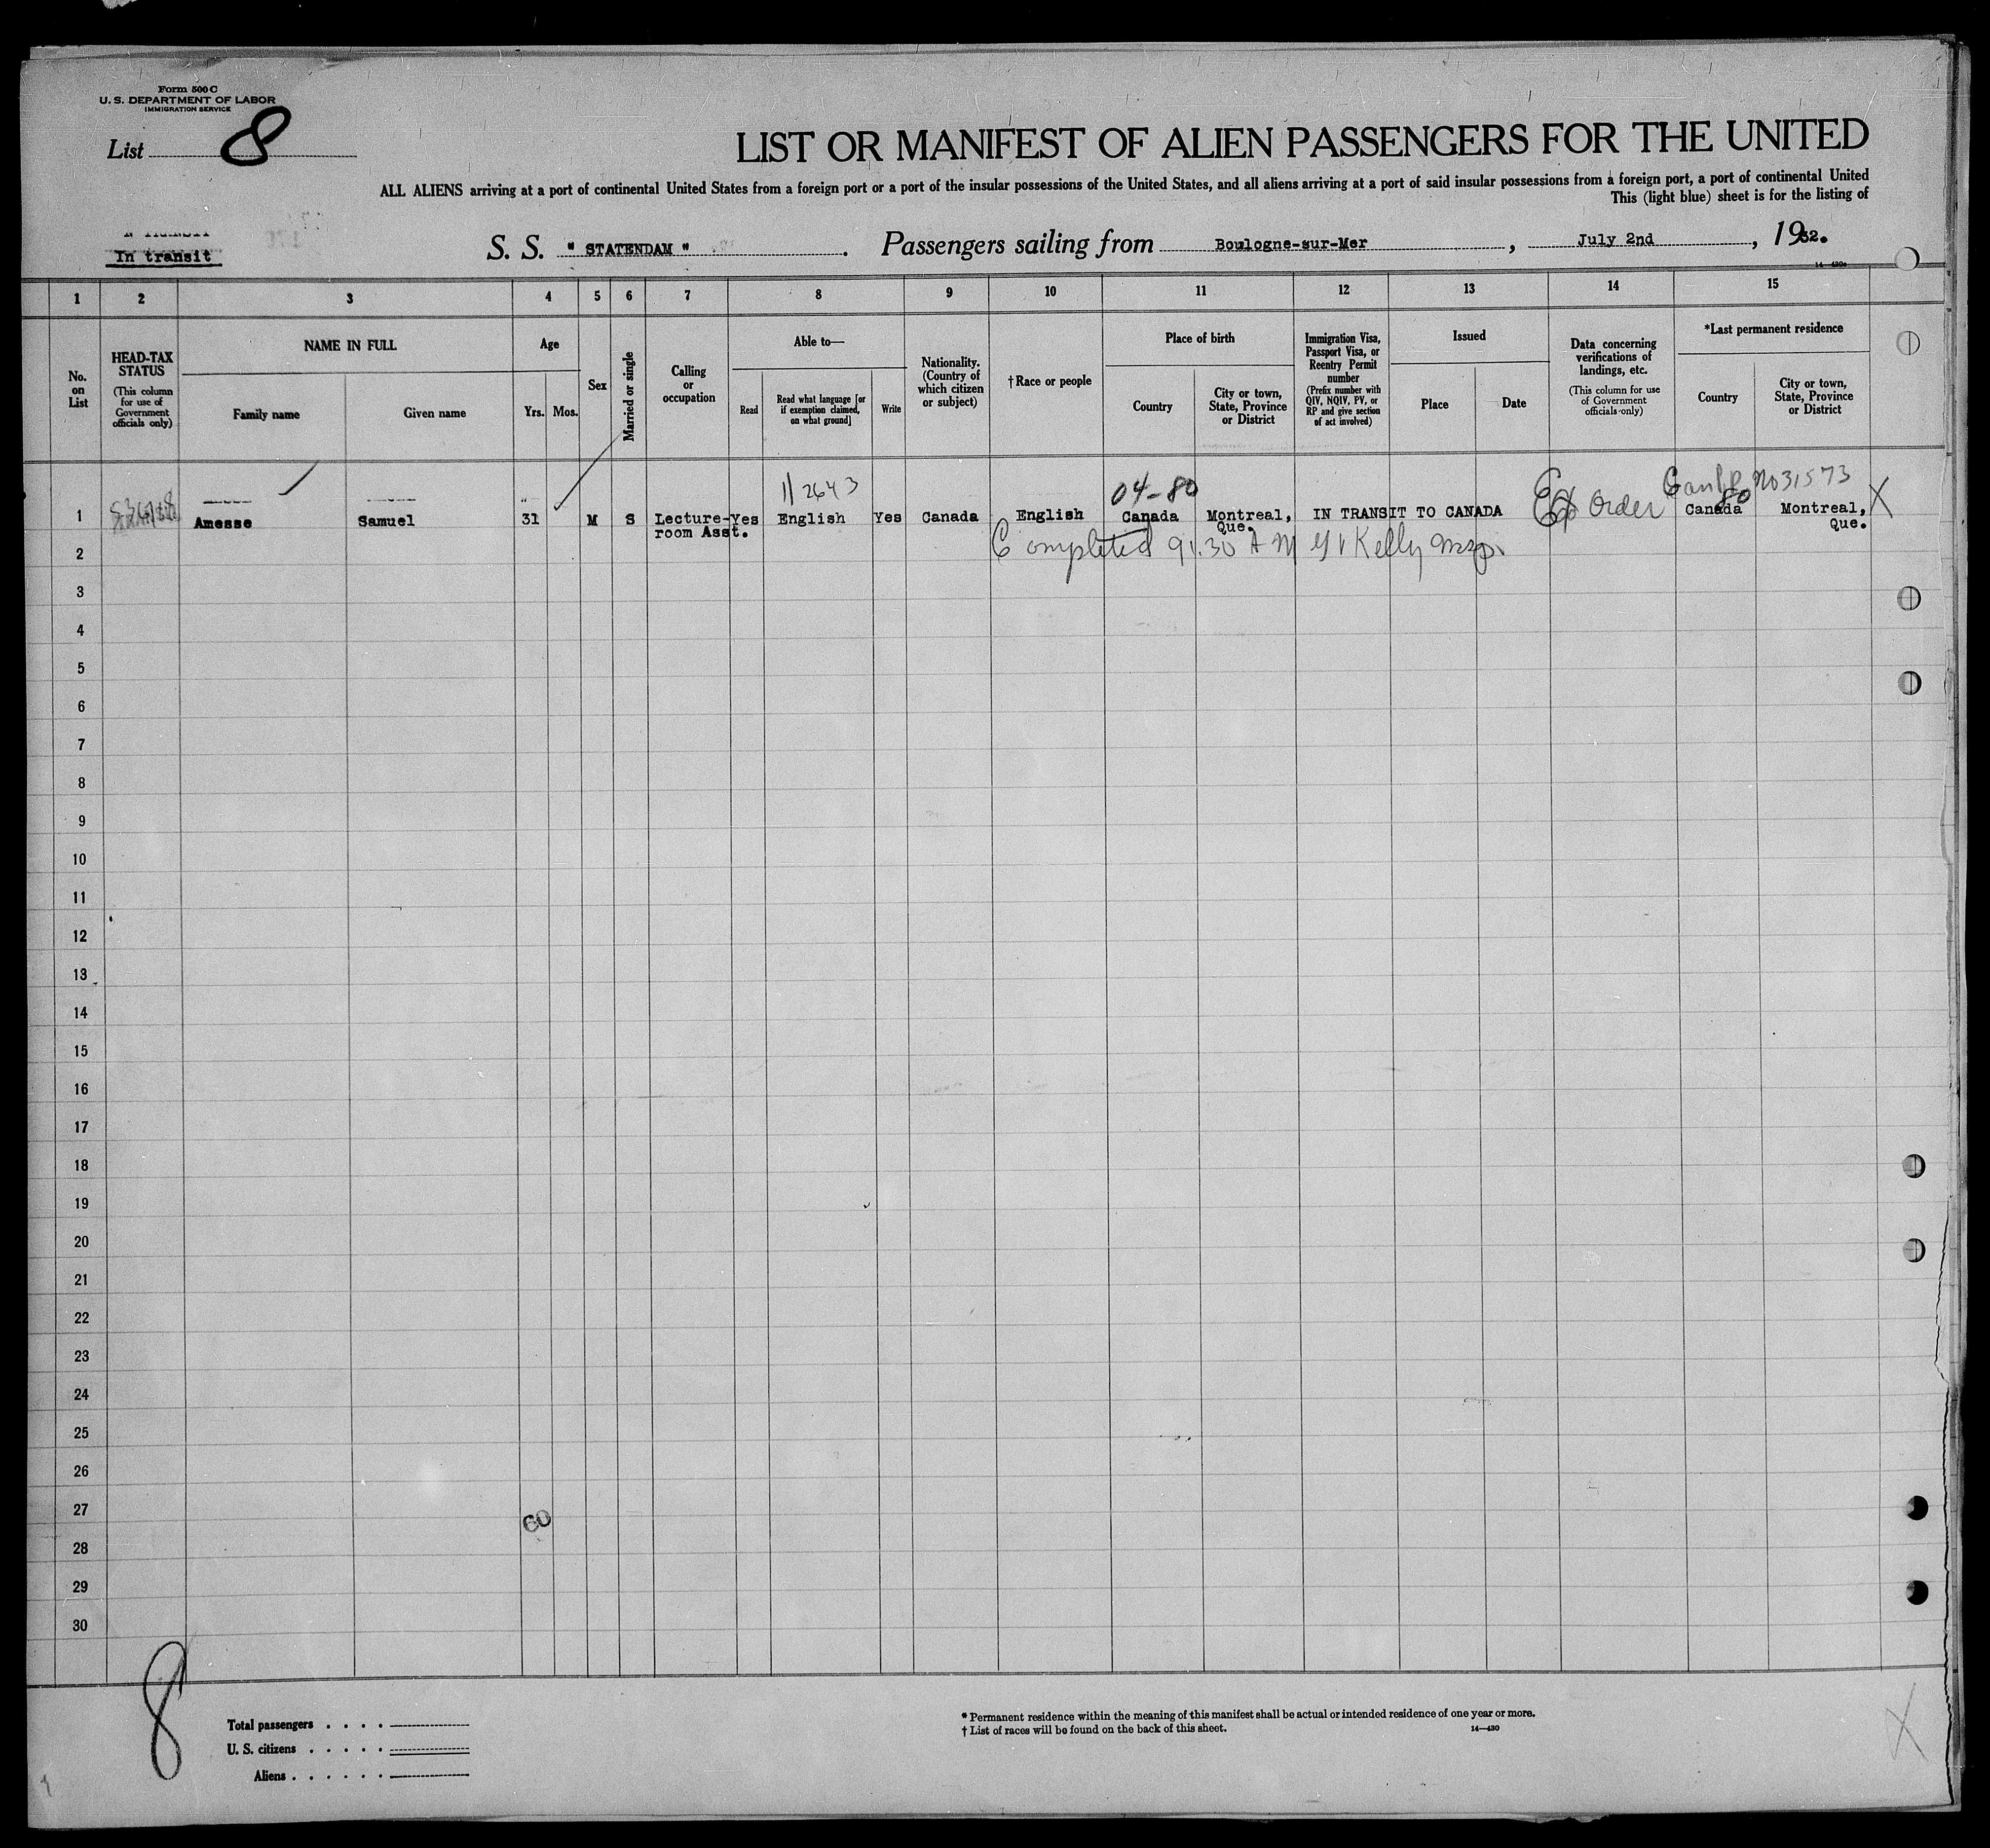 Form 500 C
U. S. DEPARTMENT OF LABOR
IMMIGRATION SERVICE
List 8
LIST OR MANIFEST OF ALIEN PASSENGERS FOR THE UNITED
ALL ALIENS arriving at a port of continental United States from a foreign port or a port of the insular possessions of the United States, and all aliens arriving at a port of said insular possessions from a foreign port, a port of continental United
This (light blue) sheet is for the listing of
In transit
S. S. "STATENDAM". Passengers sailing from Boulogne-sur-Mer, July 2nd, 1932.
1 2 3 4 5 6 7 8 9 10 11 12 13 14 15
No. on List
HEAD-TAX STATUS (This column for use of Government officials only)
NAME IN FULL
Family name
Given name
Age
Yrs. Mos.
Sex
Married or single
Calling or occupation
Able to—
Read
Read what language [or if exemption claimed, on what ground]
Write
Nationality. (Country of which citizen or subject)
† Race or people
Place of birth
Country
City or town, State, Province or District
Immigration Visa, Passport Visa, or Reentry Permit number (Prefix number with QIV, NQIV, PV, or RP and give section of act involved)
Issued
Place
Date
Data concerning verifications of landings, etc. (This column for use of Government officials only)
*Last permanent residence
Country
City or town, State, Province or District
04-80
No 31573
80
1 Amesse Samuel 31 M S Lecture-room Asst. Yes English Yes Canada English Canada Montreal, Que. IN TRANSIT TO CANADA Order Canada Montreal, Que. X
2 Completed 9.30 AM Kelly
3
4
5
6
7
8
9
10
11
12
13
14
15
16
17
18
19
20
21
22
23
24
25
26
27
60
28
29
30
8
Total passengers
U. S. citizens
Aliens
* Permanent residence within the meaning of this manifest shall be actual or intended residence of one year or more.
† List of races will be found on the back of this sheet. 14—430
X